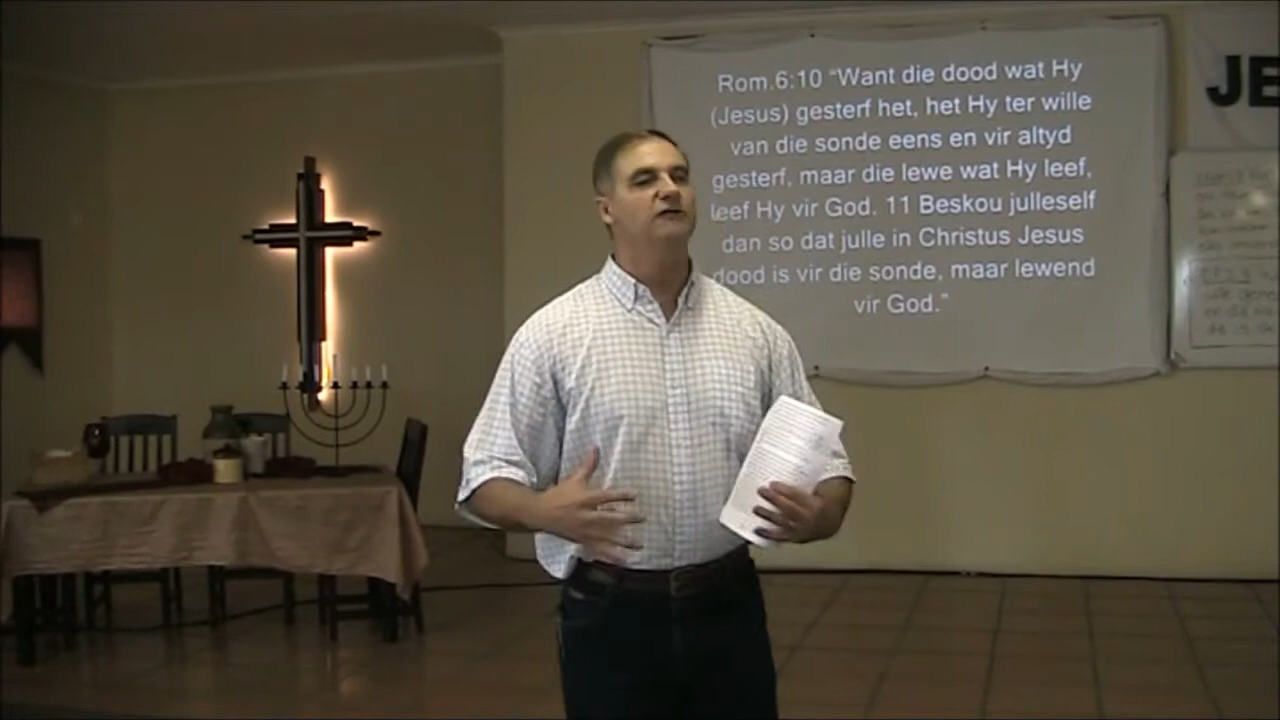 Rom.6:10 “Want die dood wat Hy
(Jesus) gesterf het, het Hy ter wille
van die sonde eens en vir altyd
gesterf, maar die lewe wat Hy leef,
leef Hy vir God. 11 Beskou julleself
dan so dat julle in Christus Jesus
dood is vir die sonde, maar lewend
vir God.”
JE